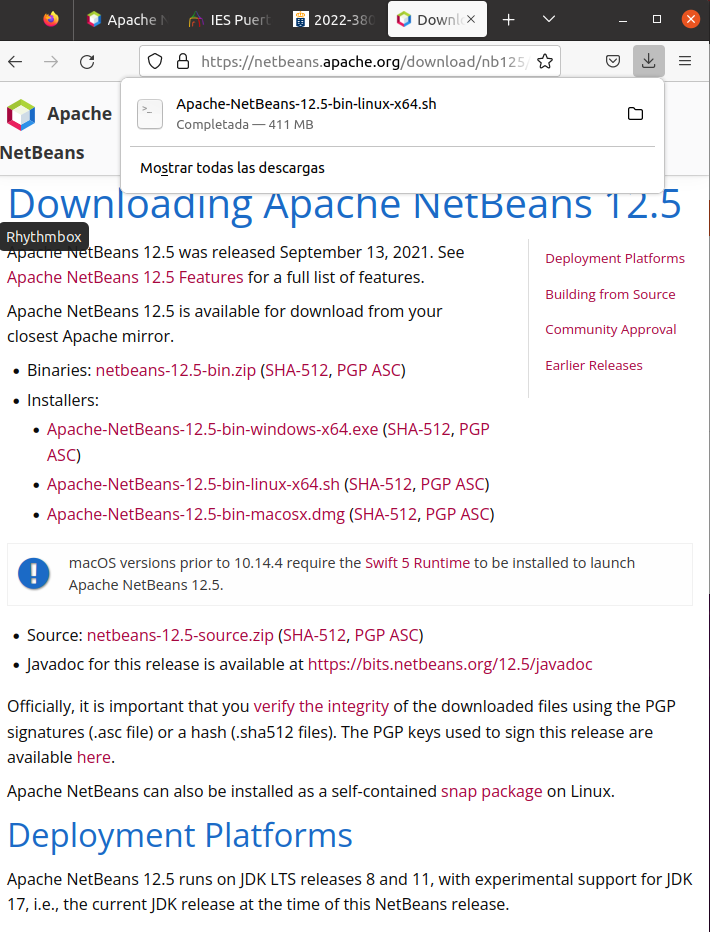 Apache N
IES Puert
2022-380
Downl
https://netbeans.apache.org/download/nb125/
Apache
NetBeans
>_
Apache-NetBeans-12.5-bin-linux-x64.sh
Completada — 411 MB
Mostrar todas las descargas
Downloading Apache NetBeans 12.5
Rhythmbox
Apache NetBeans 12.5 was released September 13, 2021. See
Apache NetBeans 12.5 Features for a full list of features.
Apache NetBeans 12.5 is available for download from your
closest Apache mirror.
• Binaries: netbeans-12.5-bin.zip (SHA-512, PGP ASC)
• Installers:
• Apache-NetBeans-12.5-bin-windows-x64.exe (SHA-512, PGP
ASC)
• Apache-NetBeans-12.5-bin-linux-x64.sh (SHA-512, PGP ASC)
• Apache-NetBeans-12.5-bin-macosx.dmg (SHA-512, PGP ASC)
Deployment Platforms
Building from Source
Community Approval
Earlier Releases
macOS versions prior to 10.14.4 require the Swift 5 Runtime to be installed to launch
Apache NetBeans 12.5.
• Source: netbeans-12.5-source.zip (SHA-512, PGP ASC)
• Javadoc for this release is available at https://bits.netbeans.org/12.5/javadoc
Officially, it is important that you verify the integrity of the downloaded files using the PGP
signatures (.asc file) or a hash (.sha512 files). The PGP keys used to sign this release are
available here.
Apache NetBeans can also be installed as a self-contained snap package on Linux.
Deployment Platforms
Apache NetBeans 12.5 runs on JDK LTS releases 8 and 11, with experimental support for JDK
17, i.e., the current JDK release at the time of this NetBeans release.